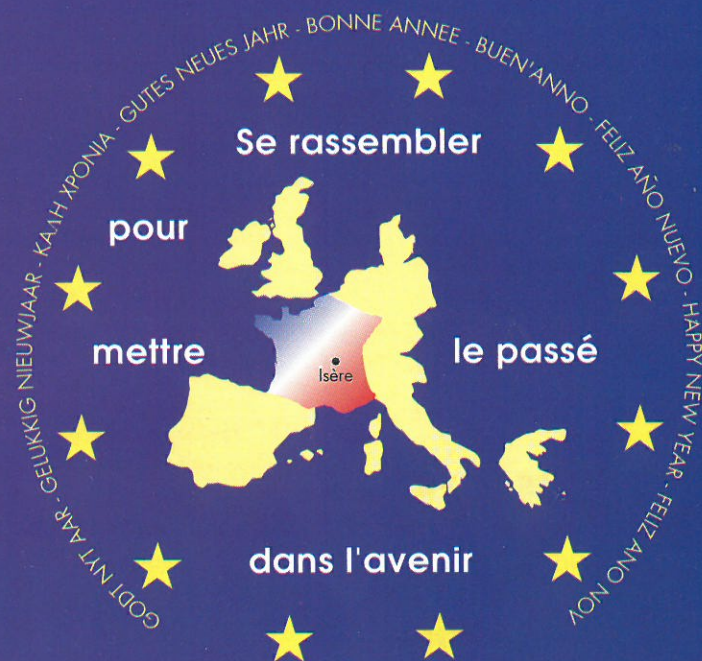 GODT NYT AAR - GELUKKIG NIEUWJAAR - ΚΑΛΗ ΧΡΟΝΙΑ - GUTES NEUES JAHR - BONNE ANNEE - BUEN'ANNO - FELIZ AÑO NUEVO - HAPPY NEW YEAR - FELIZ ANO NOV
Se rassembler
pour
mettre
le passé
Isère
dans l'avenir